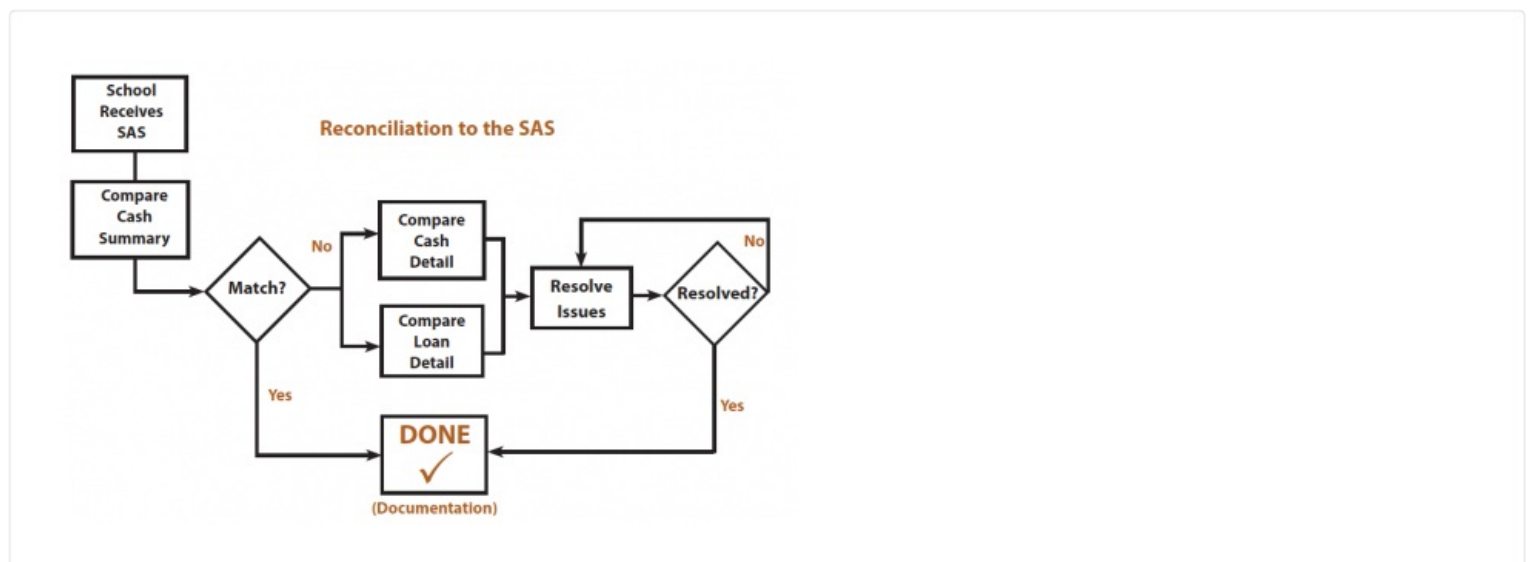 School
Receives
SAS
Reconciliation to the SAS
Compare
Cash
Summary
Match?
No
Compare
Cash
Detail
Compare
Loan
Detail
Resolve
Issues
No
Resolved?
Yes
Yes
DONE
(Documentation)